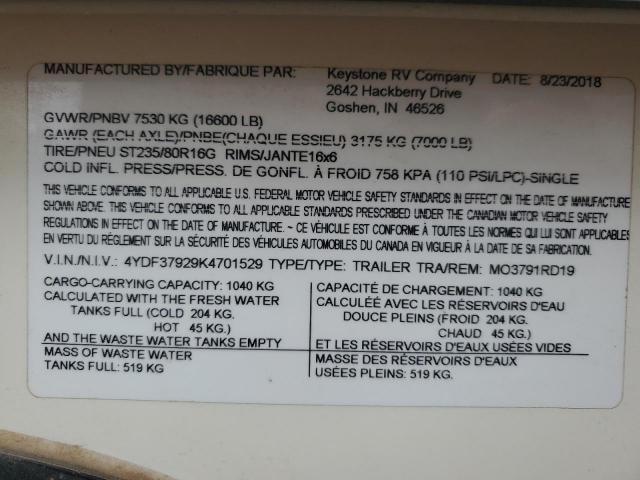 MANUFACTURED BY/FABRIQUE PAR: Keystone RV Company DATE: 8/23/2018
2642 Hackberry Drive
Goshen, IN 46526
GVWR/PNBV 7530 KG (16600 LB)
GAWR (EACH AXLE)/PNBE(CHAQUE ESSIEU) 3175 KG (7000 LB)
TIRE/PNEU ST235/80R16G RIMS/JANTE16x6
COLD INFL. PRESS/PRESS. DE GONFL. À FROID 758 KPA (110 PSI/LPC)-SINGLE
THIS VEHICLE CONFORMS TO ALL APPLICABLE U.S. FEDERAL MOTOR VEHICLE SAFETY STANDARDS IN EFFECT ON THE DATE OF MANUFACTURE
SHOWN ABOVE. THIS VEHICLE CONFORMS TO ALL APPLICABLE STANDARDS PRESCRIBED UNDER THE CANADIAN MOTOR VEHICLE SAFETY
REGULATIONS IN EFFECT ON THE DATE OF MANUFACTURE. ~ CE VÉHICULE EST CONFORME À TOUTES LES NORMES QUI LUI SONT APPLICABLES
EN VERTU DU RÉGLEMENT SUR LA SÉCURITÉ DES VÉHICULES AUTOMOBILES DU CANADA EN VIGUEUR À LA DATE DE SA FABRICATION
V.I.N./N.I.V.: 4YDF37929K4701529 TYPE/TYPE: TRAILER TRA/REM: MO3791RD19
CARGO-CARRYING CAPACITY: 1040 KG
CALCULATED WITH THE FRESH WATER
TANKS FULL (COLD 204 KG.
HOT 45 KG.)
AND THE WASTE WATER TANKS EMPTY
MASS OF WASTE WATER
TANKS FULL: 519 KG
CAPACITÉ DE CHARGEMENT: 1040 KG
CALCULÉE AVEC LES RÉSERVOIRS D'EAU
DOUCE PLEINS (FROID 204 KG.
CHAUD 45 KG.)
ET LES RÉSERVOIRS D'EAUX USÉES VIDES
MASSE DES RÉSERVOIRS D'EAUX
USÉES PLEINS: 519 KG.